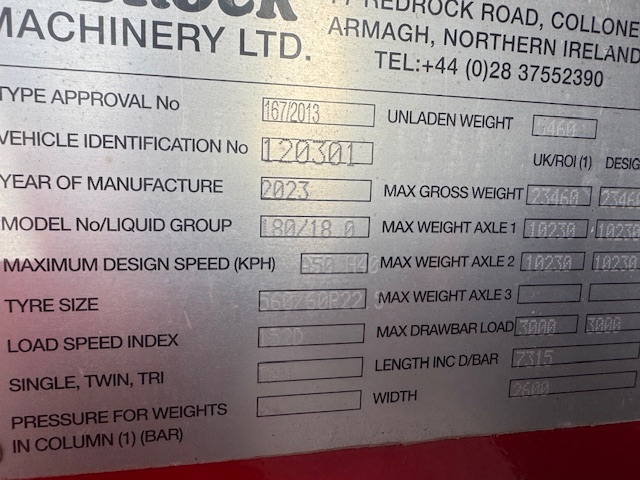 MACHINERY LTD.
REDROCK ROAD, COLLONE
ARMAGH, NORTHERN IRELAND
TEL:+44 (0)28 37552390
TYPE APPROVAL No 167/2013
VEHICLE IDENTIFICATION No 120301
YEAR OF MANUFACTURE 2023
MODEL No/LIQUID GROUP 180/18 0
MAXIMUM DESIGN SPEED (KPH)
TYRE SIZE 560/60R22
LOAD SPEED INDEX
SINGLE, TWIN, TRI
PRESSURE FOR WEIGHTS
IN COLUMN (1) (BAR)
UNLADEN WEIGHT
UK/ROI (1) DESIG
MAX GROSS WEIGHT 23460 23460
MAX WEIGHT AXLE 1 10230 10230
MAX WEIGHT AXLE 2 10230 10230
MAX WEIGHT AXLE 3
MAX DRAWBAR LOAD 3000 3000
LENGTH INC D/BAR 2315
WIDTH 2600